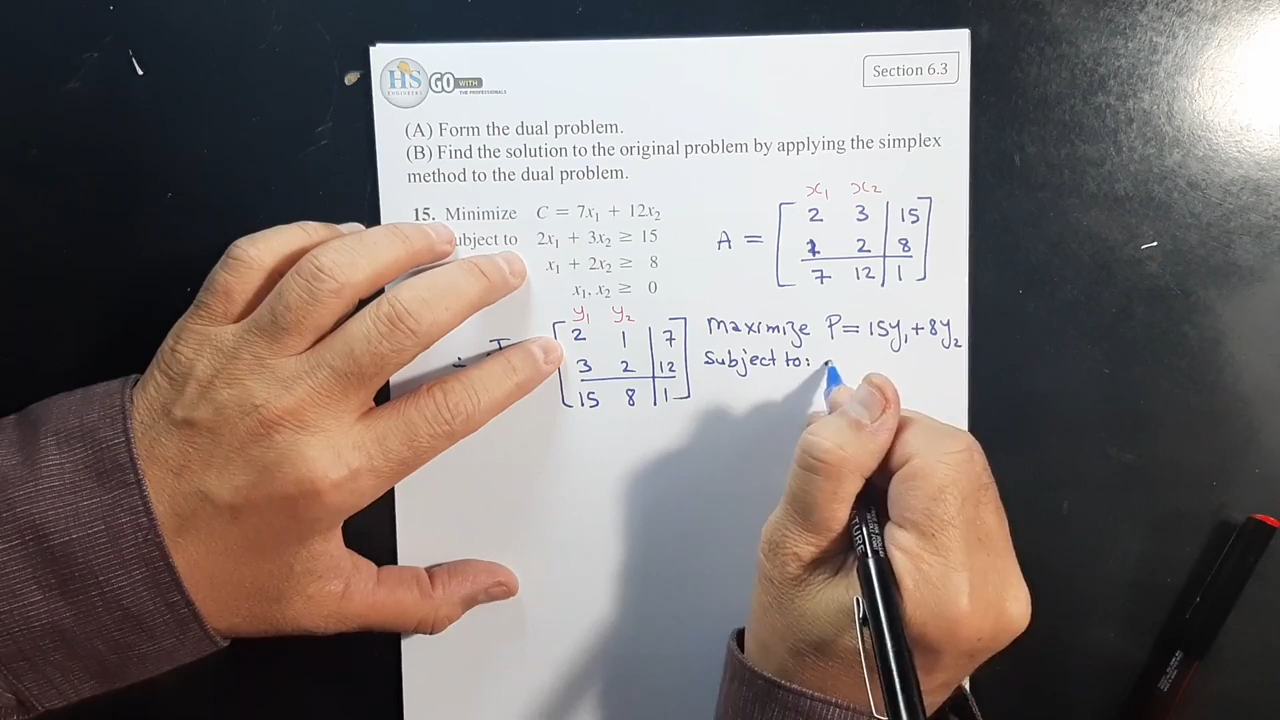 HS
ENGINEERS
GO WITH
THE PROFESSIONALS
Section 6.3
(A) Form the dual problem.
(B) Find the solution to the original problem by applying the simplex
method to the dual problem.
15. Minimize C = 7x₁ + 12x₂
ubject to 2x₁ + 3x₂ ≥ 15
x₁ + 2x₂ ≥ 8
x₁, x₂ ≥ 0
x₁ x₂
A = [ 2 3 | 15
1 2 | 8
7 12 | 1 ]
y₁ y₂
[ 2 1 | 7
3 2 | 12
15 8 | 1 ]
Maximize P = 15y₁ + 8y₂
Subject to: